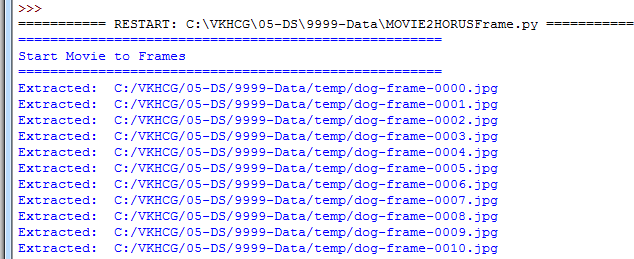 >>>
=========== RESTART: C:\VKHCG\05-DS\9999-Data\MOVIE2HORUSFrame.py ===========
=====================================================
Start Movie to Frames
=====================================================
Extracted:  C:/VKHCG/05-DS/9999-Data/temp/dog-frame-0000.jpg
Extracted:  C:/VKHCG/05-DS/9999-Data/temp/dog-frame-0001.jpg
Extracted:  C:/VKHCG/05-DS/9999-Data/temp/dog-frame-0002.jpg
Extracted:  C:/VKHCG/05-DS/9999-Data/temp/dog-frame-0003.jpg
Extracted:  C:/VKHCG/05-DS/9999-Data/temp/dog-frame-0004.jpg
Extracted:  C:/VKHCG/05-DS/9999-Data/temp/dog-frame-0005.jpg
Extracted:  C:/VKHCG/05-DS/9999-Data/temp/dog-frame-0006.jpg
Extracted:  C:/VKHCG/05-DS/9999-Data/temp/dog-frame-0007.jpg
Extracted:  C:/VKHCG/05-DS/9999-Data/temp/dog-frame-0008.jpg
Extracted:  C:/VKHCG/05-DS/9999-Data/temp/dog-frame-0009.jpg
Extracted:  C:/VKHCG/05-DS/9999-Data/temp/dog-frame-0010.jpg